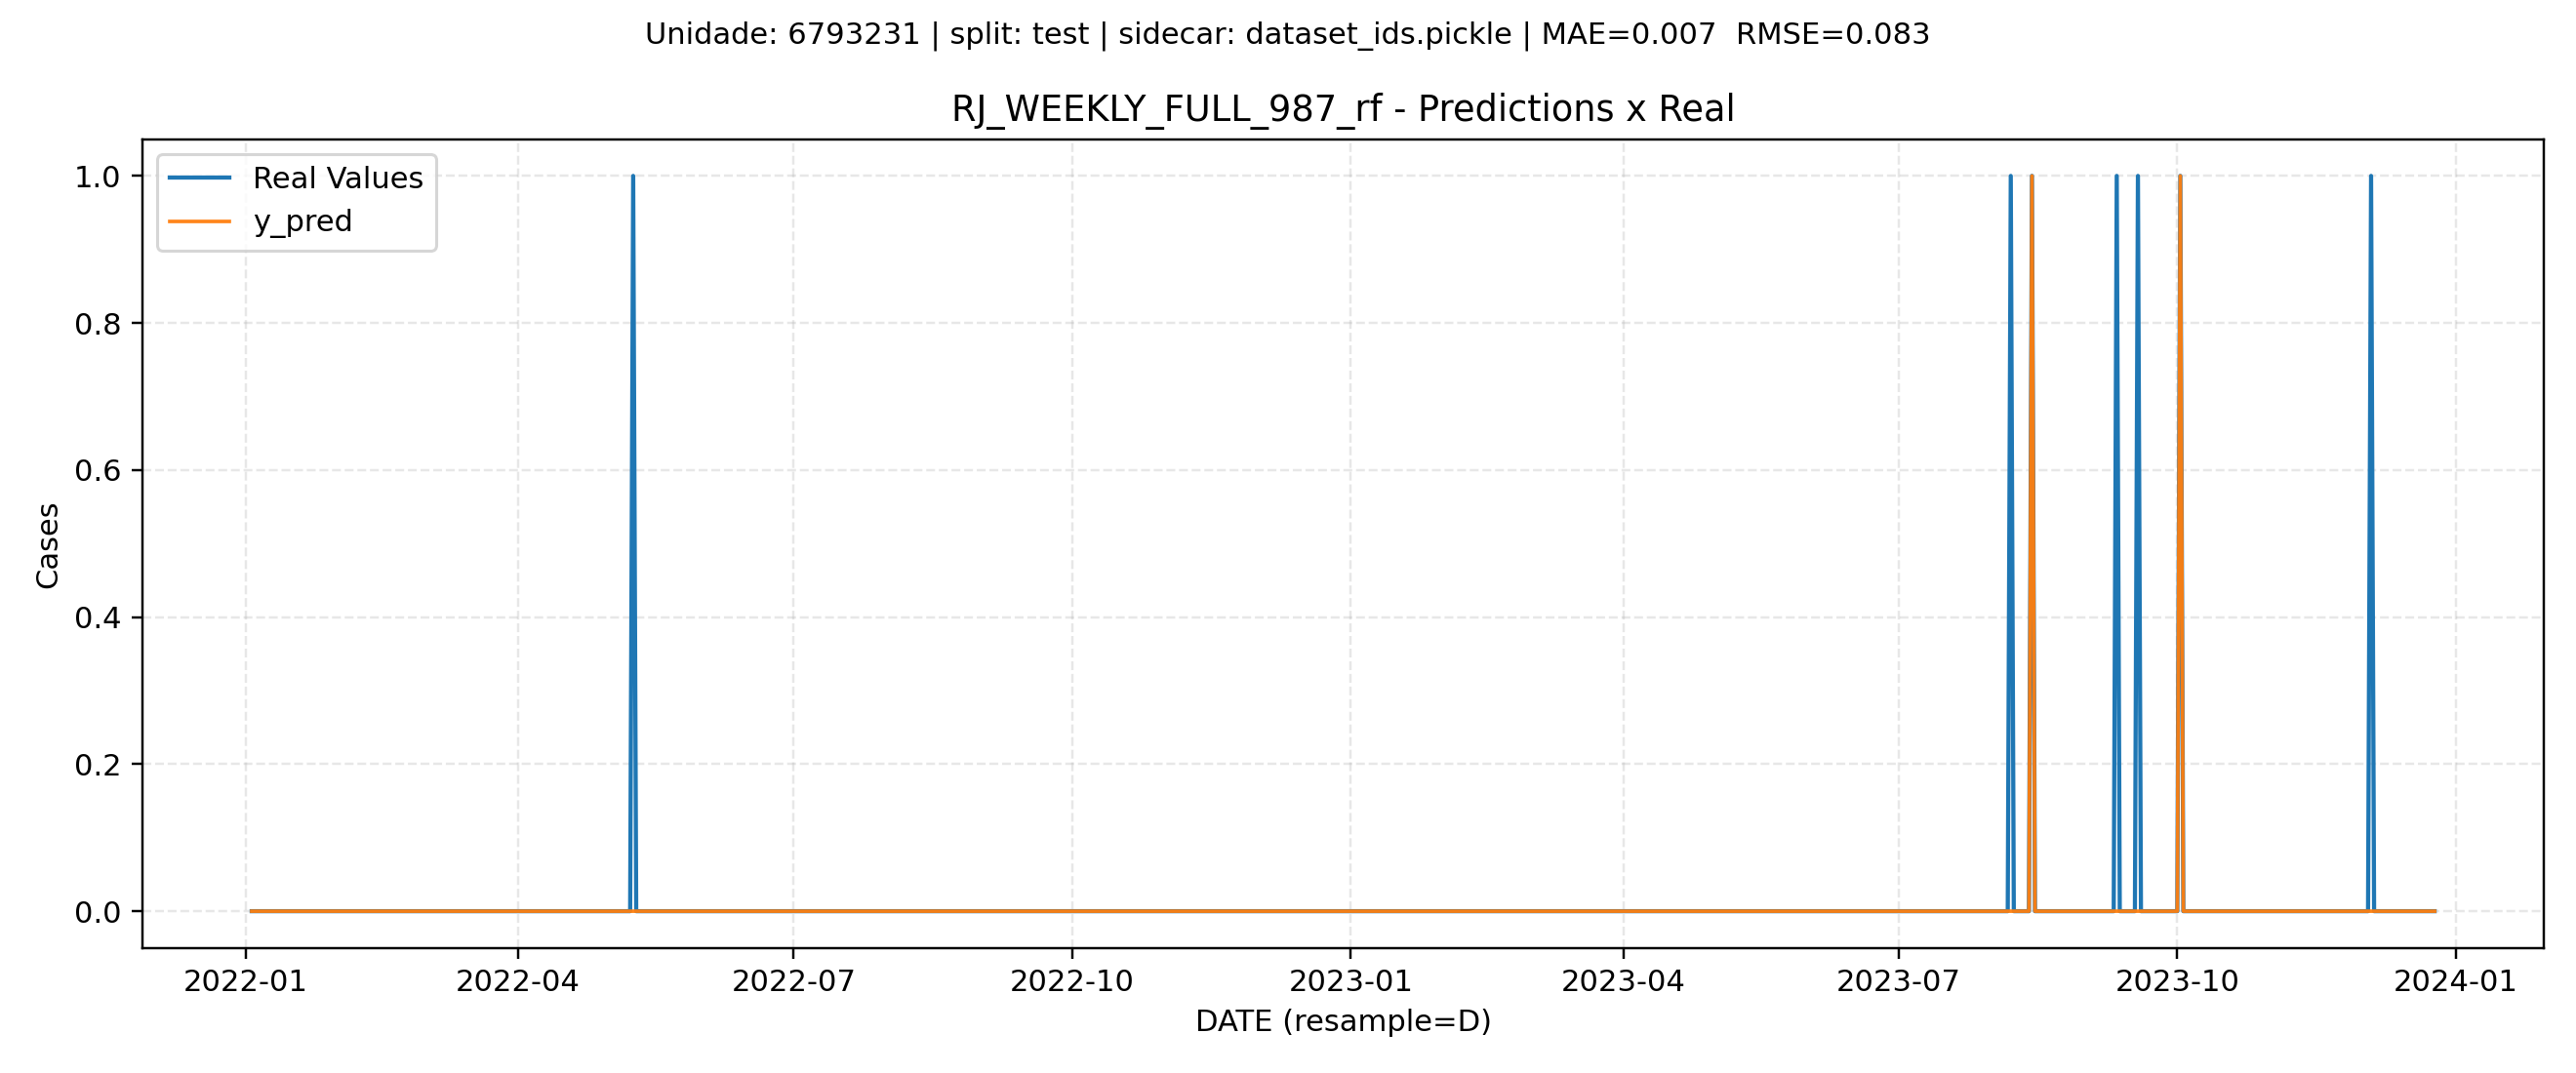 Unidade: 6793231 | split: test | sidecar: dataset_ids.pickle | MAE=0.007  RMSE=0.083
RJ_WEEKLY_FULL_987_rf - Predictions x Real
Real Values
y_pred
1.0
0.8
0.6
0.4
0.2
0.0
Cases
2022-01
2022-04
2022-07
2022-10
2023-01
2023-04
2023-07
2023-10
2024-01
DATE (resample=D)